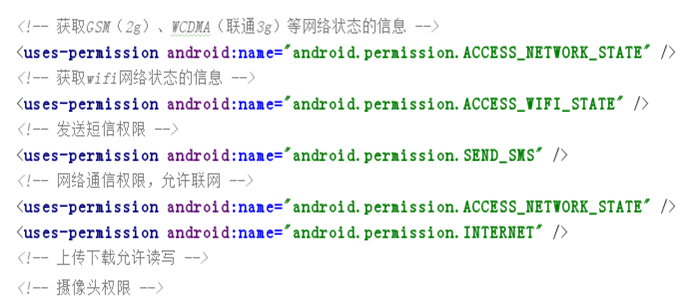 <!-- 获取GSM（2g）、WCDMA（联通3g）等网络状态的信息 -->
<uses-permission android:name="android.permission.ACCESS_NETWORK_STATE" />
<!-- 获取wifi网络状态的信息 -->
<uses-permission android:name="android.permission.ACCESS_WIFI_STATE" />
<!-- 发送短信权限 -->
<uses-permission android:name="android.permission.SEND_SMS" />
<!-- 网络通信权限，允许联网 -->
<uses-permission android:name="android.permission.ACCESS_NETWORK_STATE" />
<uses-permission android:name="android.permission.INTERNET" />
<!-- 上传下载允许读写 -->
<!-- 摄像头权限 -->